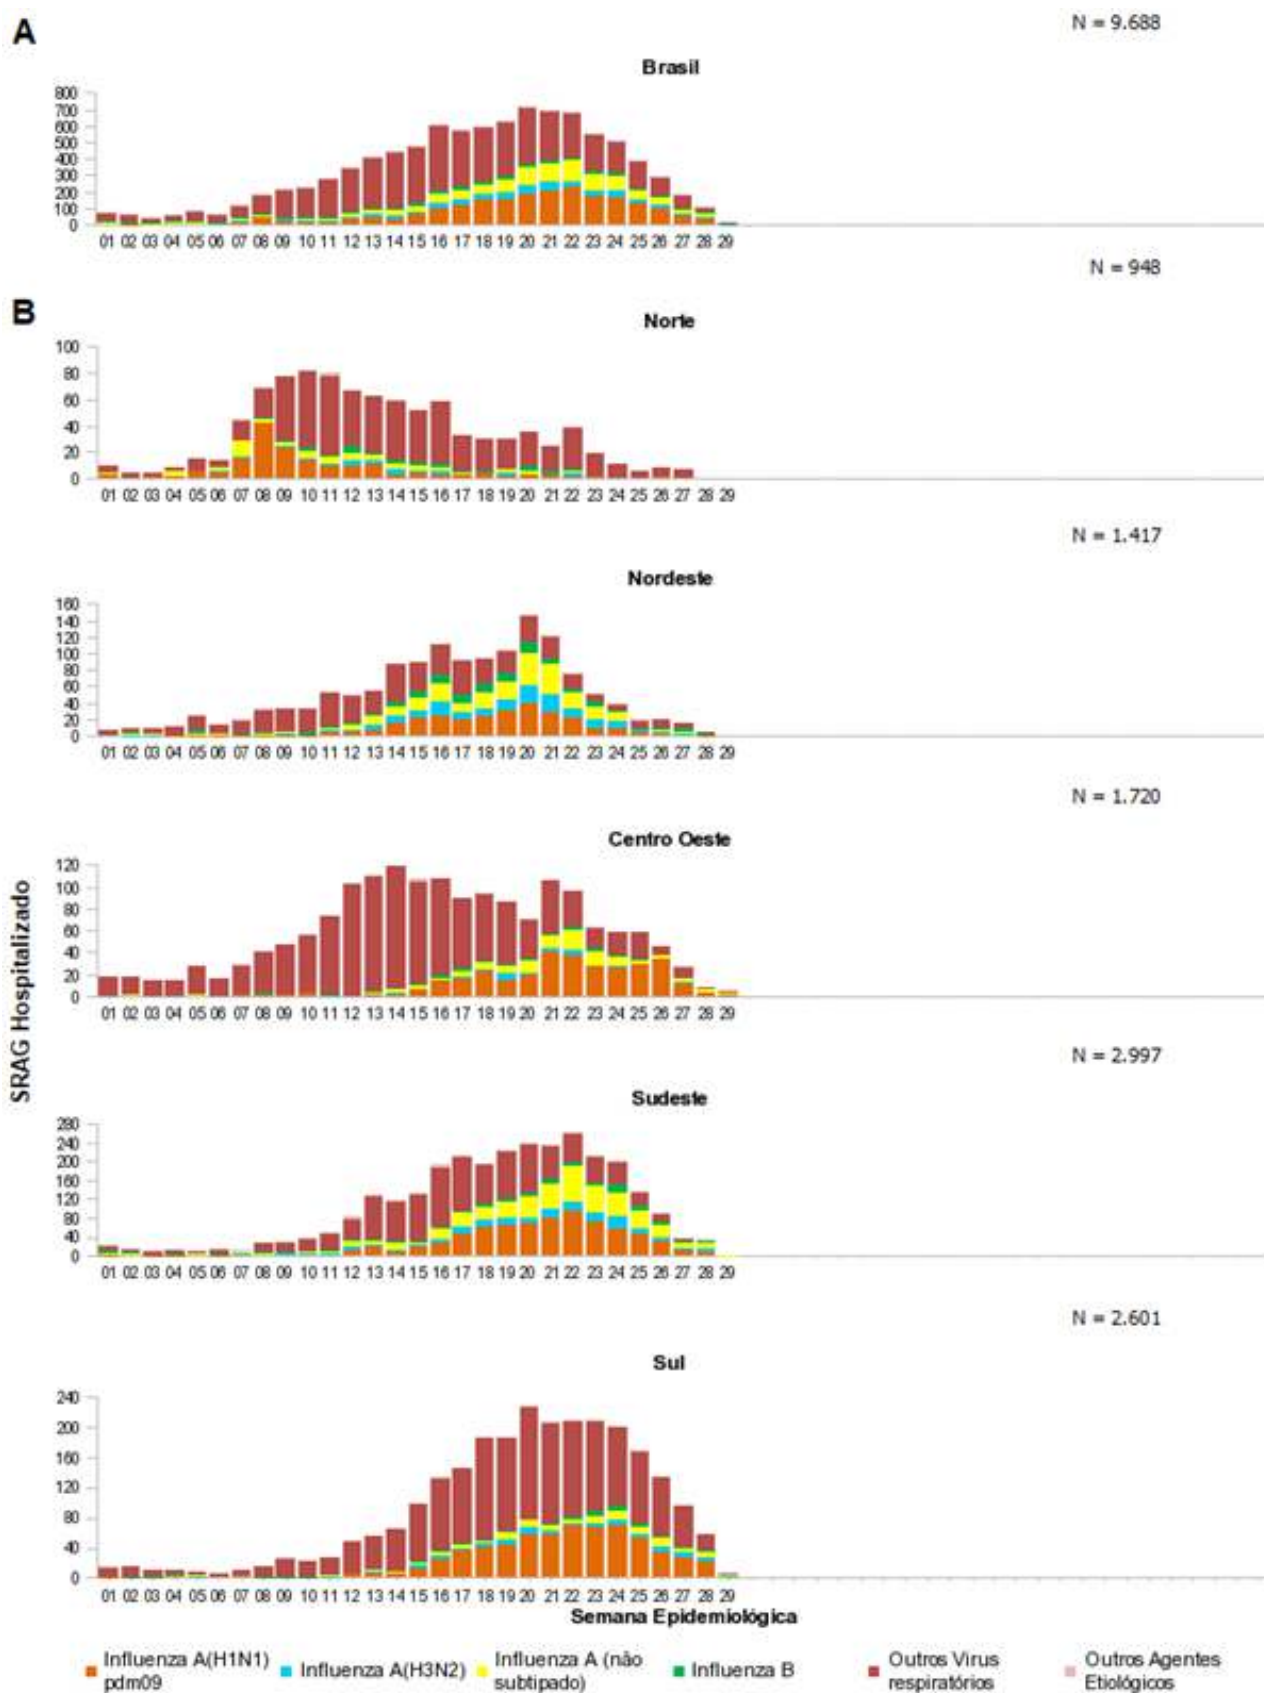 A
N = 9.688
Brasil
800
700
600
500
400
300
200
100
0
01 02 03 04 05 06 07 08 09 10 11 12 13 14 15 16 17 18 19 20 21 22 23 24 25 26 27 28 29
N = 948
B
Norte
100
80
60
40
20
0
01 02 03 04 05 06 07 08 09 10 11 12 13 14 15 16 17 18 19 20 21 22 23 24 25 26 27 28 29
N = 1.417
Nordeste
160
140
120
100
80
60
40
20
0
01 02 03 04 05 06 07 08 09 10 11 12 13 14 15 16 17 18 19 20 21 22 23 24 25 26 27 28 29
N = 1.720
Centro Oeste
120
100
80
60
40
20
0
01 02 03 04 05 06 07 08 09 10 11 12 13 14 15 16 17 18 19 20 21 22 23 24 25 26 27 28 29
SRAG Hospitalizado
N = 2.997
Sudeste
280
240
200
160
120
80
40
0
01 02 03 04 05 06 07 08 09 10 11 12 13 14 15 16 17 18 19 20 21 22 23 24 25 26 27 28 29
N = 2.601
Sul
240
200
160
120
80
40
0
01 02 03 04 05 06 07 08 09 10 11 12 13 14 15 16 17 18 19 20 21 22 23 24 25 26 27 28 29
Semana Epidemiológica
Influenza A(H1N1)
pdm09
Influenza A(H3N2)
Influenza A (não
subtipado)
Influenza B
Outros Virus
respiratórios
Outros Agentes
Etiológicos